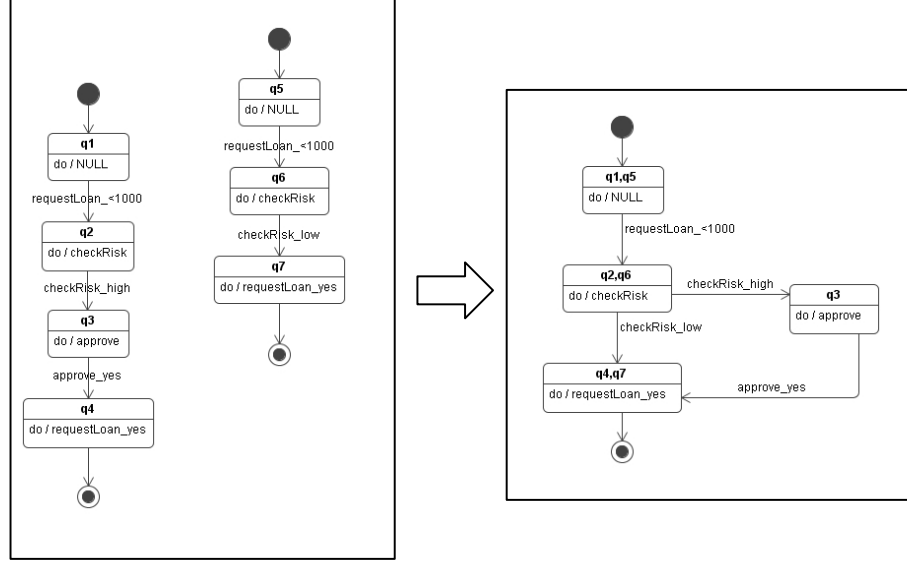 q1
do / NULL
requestLoan_<1000
q2
do / checkRisk
checkRisk_high
q3
do / approve
approve_yes
q4
do / requestLoan_yes
q5
do / NULL
requestLoan_<1000
q6
do / checkRisk
checkRisk_low
q7
do / requestLoan_yes
q1,q5
do / NULL
requestLoan_<1000
q2,q6
do / checkRisk
checkRisk_high
q3
do / approve
checkRisk_low
approve_yes
q4,q7
do / requestLoan_yes